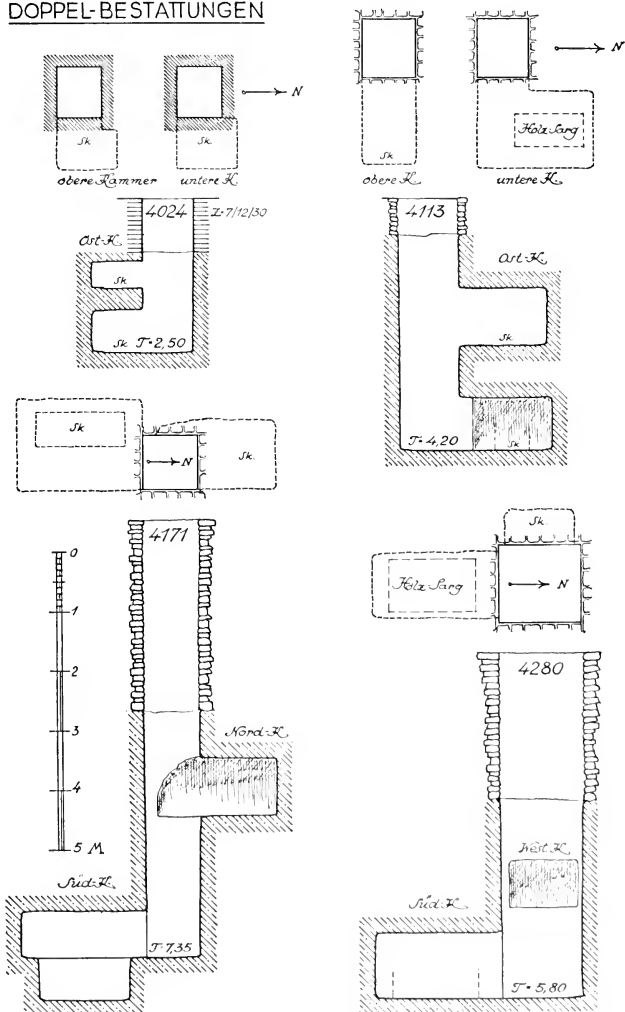 DOPPEL-BESTATTUNGEN
N
Sk.
Sk.
obere Kammer
untere K.
N
Sk
Holz Sarg
obere K.
untere K.
4024
Z=7/12/30
Ost-K.
Sk
Sk T=2,50
4113
Ost-K.
Sk.
T=4,20
Sk
Sk
N
Sk.
4171
0
1
2
3
4
5 M.
Nord-K.
Süd-K.
T=7,35
Sk.
Holz Sarg
N
4280
West K.
Süd-K.
T=5,80